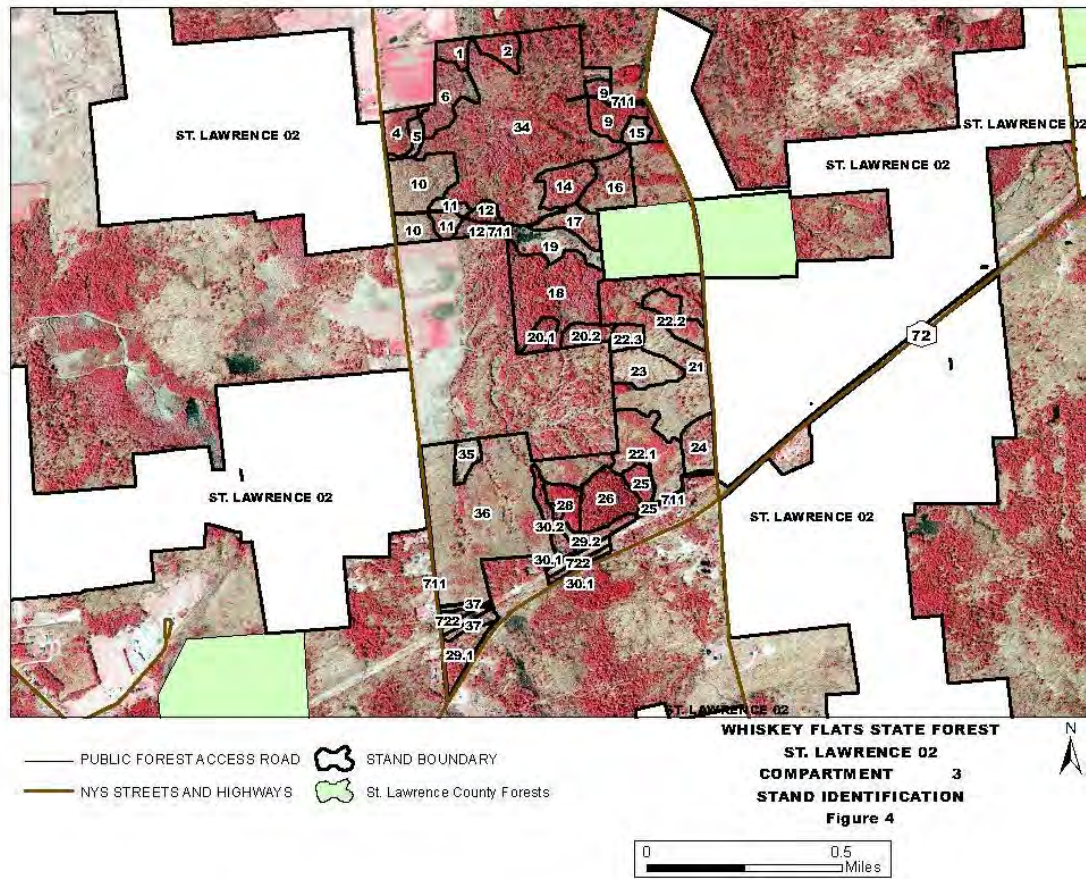 1
2
6
9
711
34
9
15
4
5
ST. LAWRENCE 02
ST. LAWRENCE 02
ST. LAWRENCE 02
10
14
16
11
12
17
10
11
12
711
19
18
22.2
20.1
20.2
22.3
72
23
21
35
22.1
24
25
28
26
711
25
36
30.2
29.2
30.1
722
30.1
ST. LAWRENCE 02
ST. LAWRENCE 02
711
37
722
37
29.1
ST. LAWRENCE 02
PUBLIC FOREST ACCESS ROAD
STAND BOUNDARY
NYS STREETS AND HIGHWAYS
St. Lawrence County Forests
WHISKEY FLATS STATE FOREST
ST. LAWRENCE 02
COMPARTMENT 3
STAND IDENTIFICATION
Figure 4
N
0 0.5
Miles